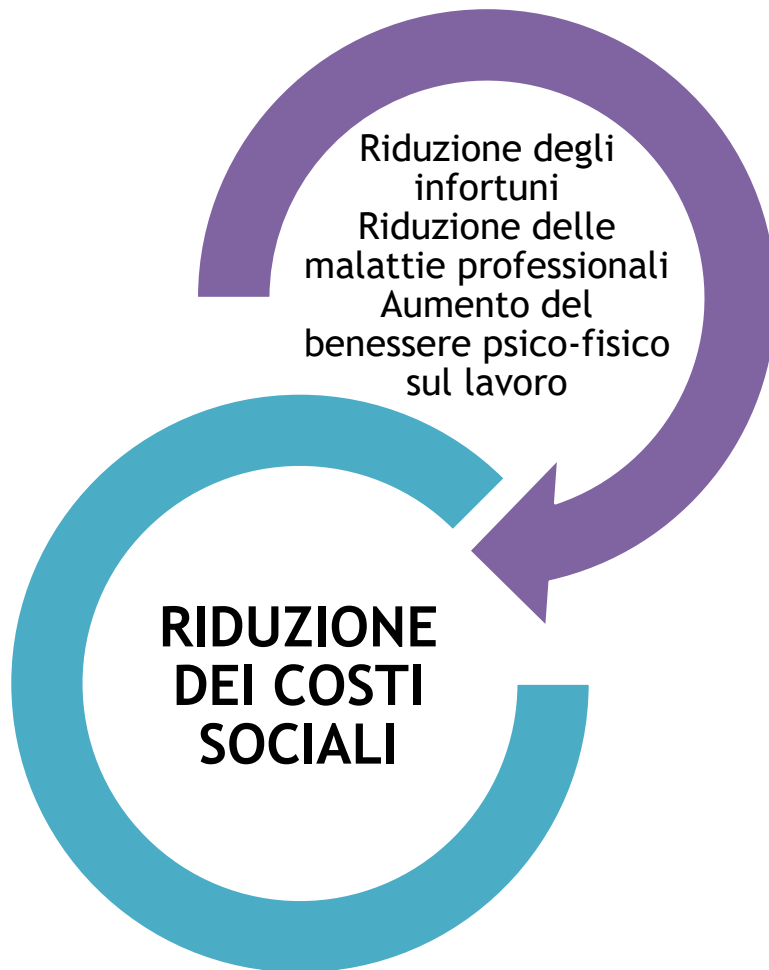 Riduzione degli
infortuni
Riduzione delle
malattie professionali
Aumento del
benessere psico-fisico
sul lavoro
RIDUZIONE
DEI COSTI
SOCIALI